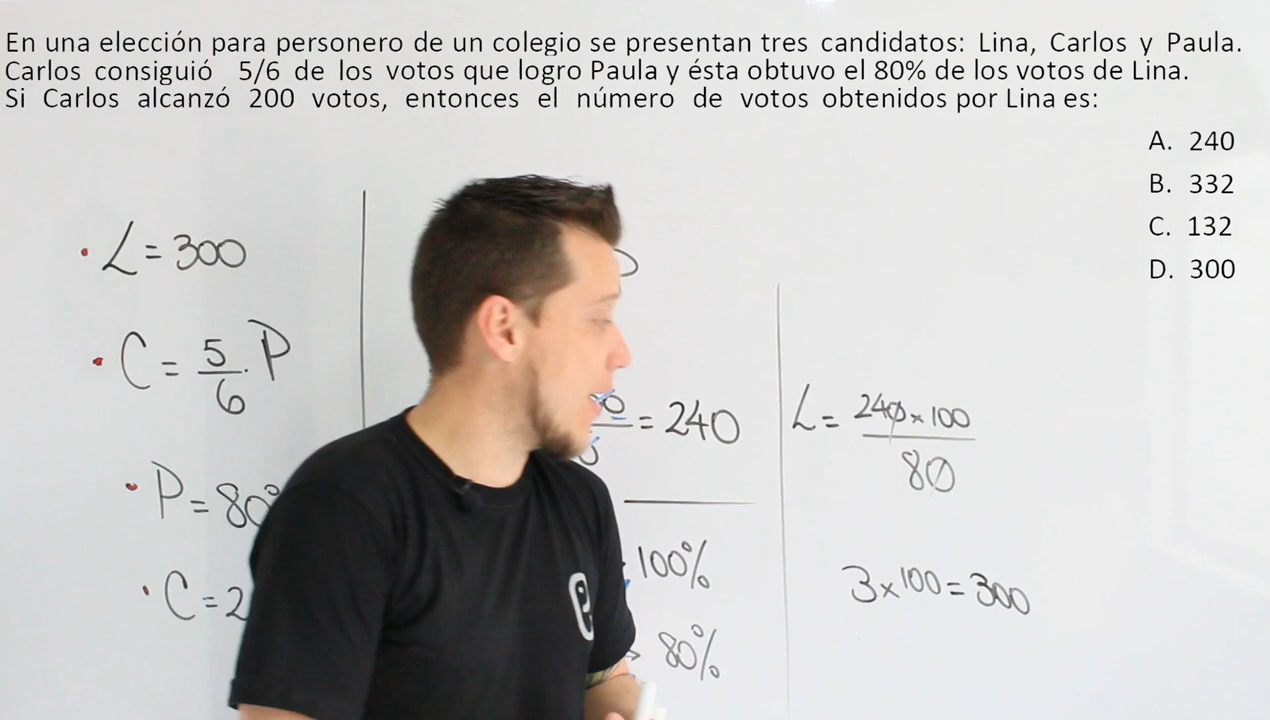 En una elección para personero de un colegio se presentan tres candidatos: Lina, Carlos y Paula.
Carlos consiguió 5/6 de los votos que logro Paula y ésta obtuvo el 80% de los votos de Lina.
Si Carlos alcanzó 200 votos, entonces el número de votos obtenidos por Lina es:
A. 240
B. 332
C. 132
D. 300
· L = 300
· C = 5/6 · P
· P = 80%
· C = 2
= 240
100%
80%
L = 240 x 100
80
3 x 100 = 300